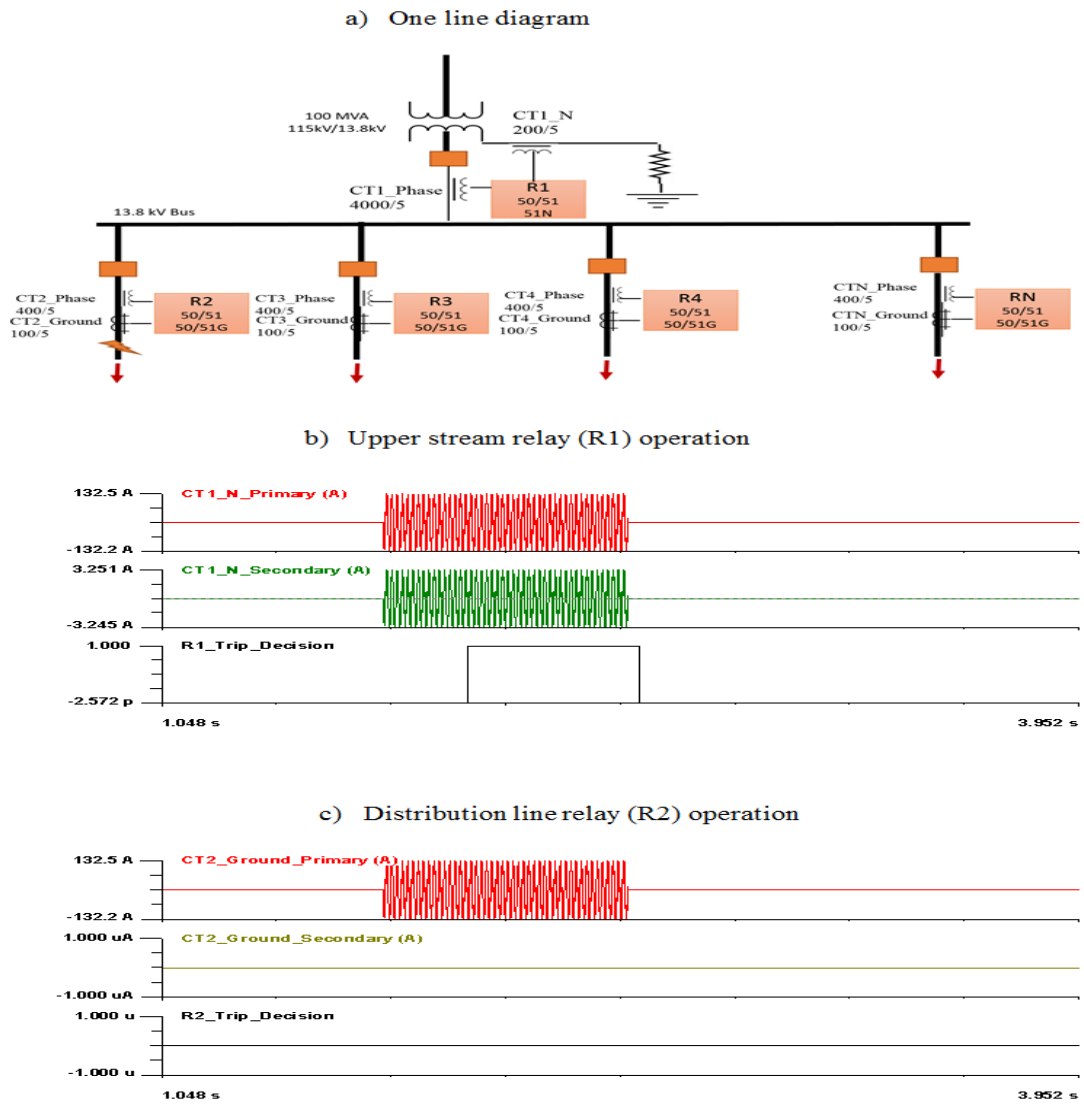 a) One line diagram
100 MVA
115kV/13.8kV
CT1_N
200/5
CT1_Phase
4000/5
R1
50/51
51N
13.8 kV Bus
CT2_Phase
400/5
CT2_Ground
100/5
R2
50/51
50/51G
CT3_Phase
400/5
CT3_Ground
100/5
R3
50/51
50/51G
CT4_Phase
400/5
CT4_Ground
100/5
R4
50/51
50/51G
CTN_Phase
400/5
CTN_Ground
100/5
RN
50/51
50/51G
b) Upper stream relay (R1) operation
132.5 A
CT1_N_Primary (A)
-132.2 A
3.251 A
CT1_N_Secondary (A)
-3.245 A
1.000
R1_Trip_Decision
-2.572 p
1.048 s
3.952 s
c) Distribution line relay (R2) operation
132.5 A
CT2_Ground_Primary (A)
-132.2 A
1.000 uA
CT2_Ground_Secondary (A)
-1.000 uA
1.000 u
R2_Trip_Decision
-1.000 u
1.048 s
3.952 s